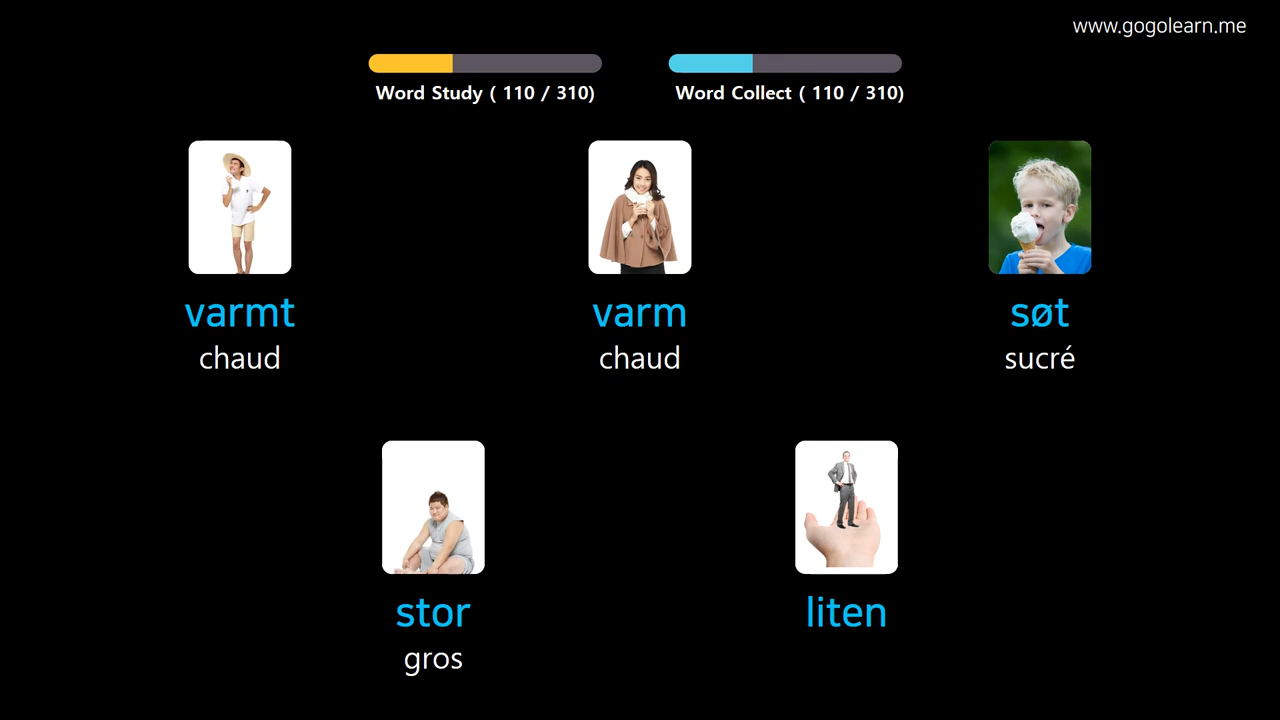 www.gogolearn.me
Word Study ( 110 / 310)
Word Collect ( 110 / 310)
varmt
chaud
varm
chaud
søt
sucré
stor
gros
liten